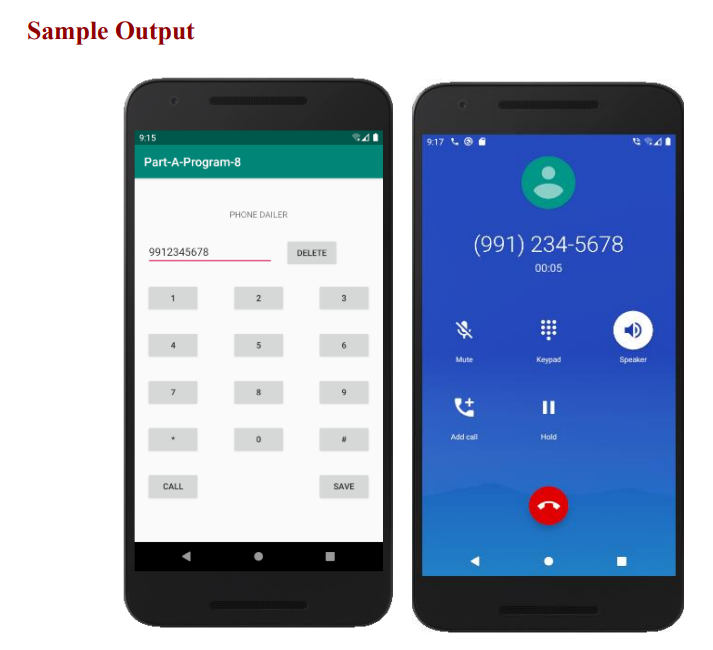 Sample Output
9:15
Part-A-Program-8
PHONE DAILER
9912345678 DELETE
1 2 3
4 5 6
7 8 9
* 0 #
CALL SAVE
9:17
(991) 234-5678
00:05
Mute Keypad Speaker
Add call Hold